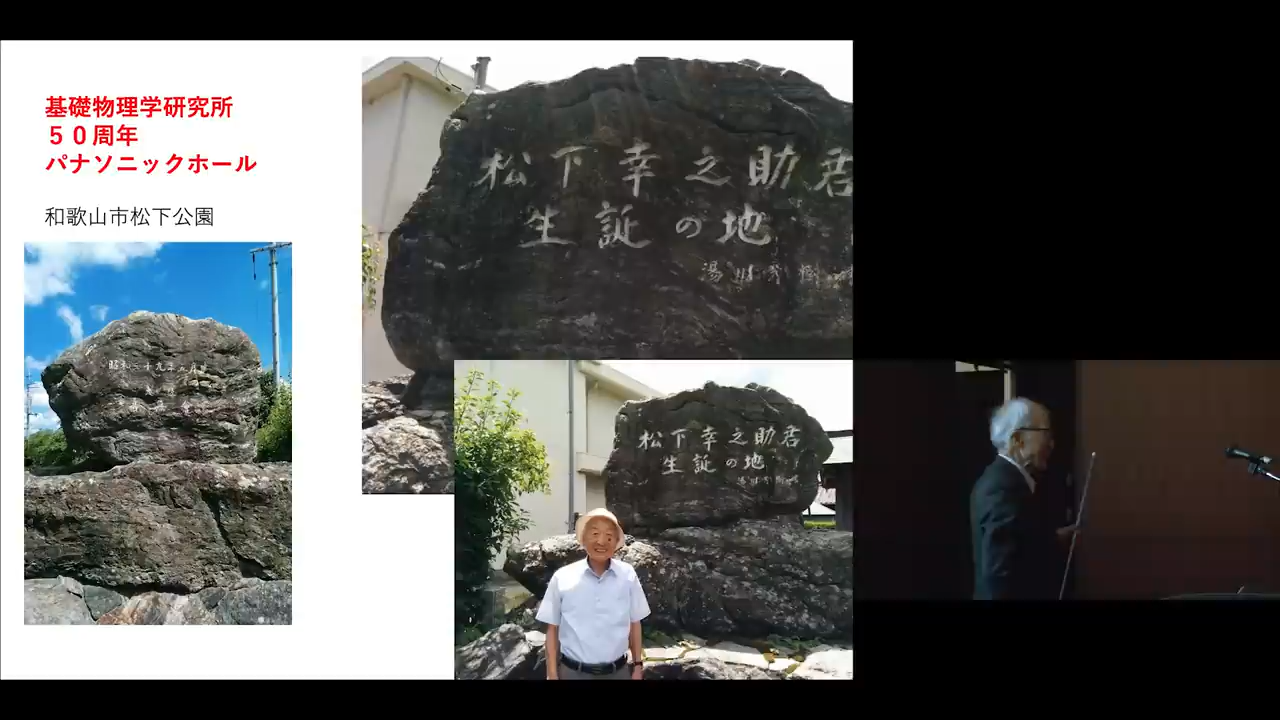 基礎物理学研究所
５０周年
パナソニックホール
和歌山市松下公園
松下幸之助君
生誕の地
湯川秀樹
松下幸之助君
生誕の地